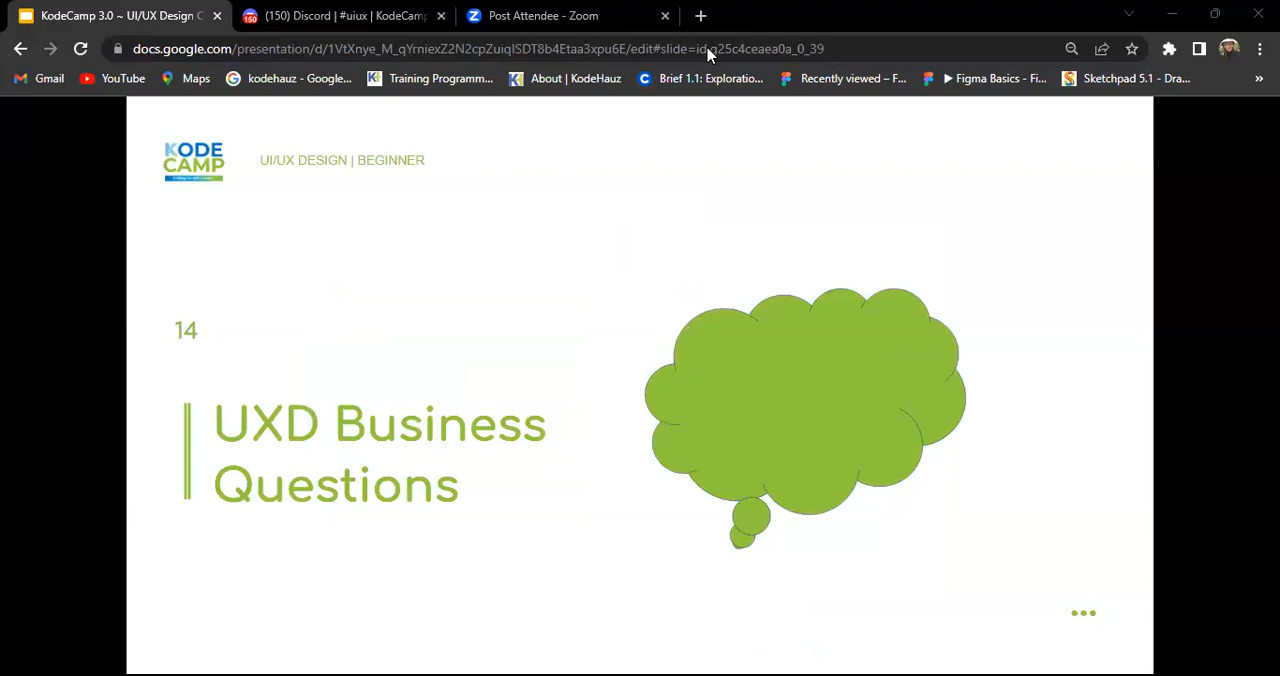 KodeCamp 3.0 ~ UI/UX Design C
150
(150) Discord | #uiux | KodeCamp
Z
Post Attendee - Zoom
docs.google.com/presentation/d/1VtXnye_M_qYrniexZ2N2cpZuiqlSDT8b4Etaa3xpu6E/edit#slide=id.g25c4ceaea0a_0_39
Gmail
YouTube
Maps
kodehauz - Google...
Training Programm...
About | KodeHauz
Brief 1.1: Exploratio...
Recently viewed – F...
Figma Basics - Fi...
Sketchpad 5.1 - Dra...
KODE
CAMP
UI/UX DESIGN | BEGINNER
14
UXD Business
Questions